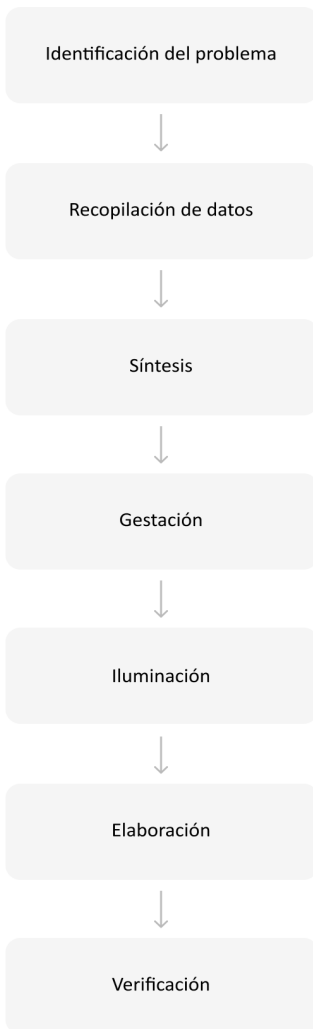 Identificación del problema
Recopilación de datos
Síntesis
Gestación
Iluminación
Elaboración
Verificación